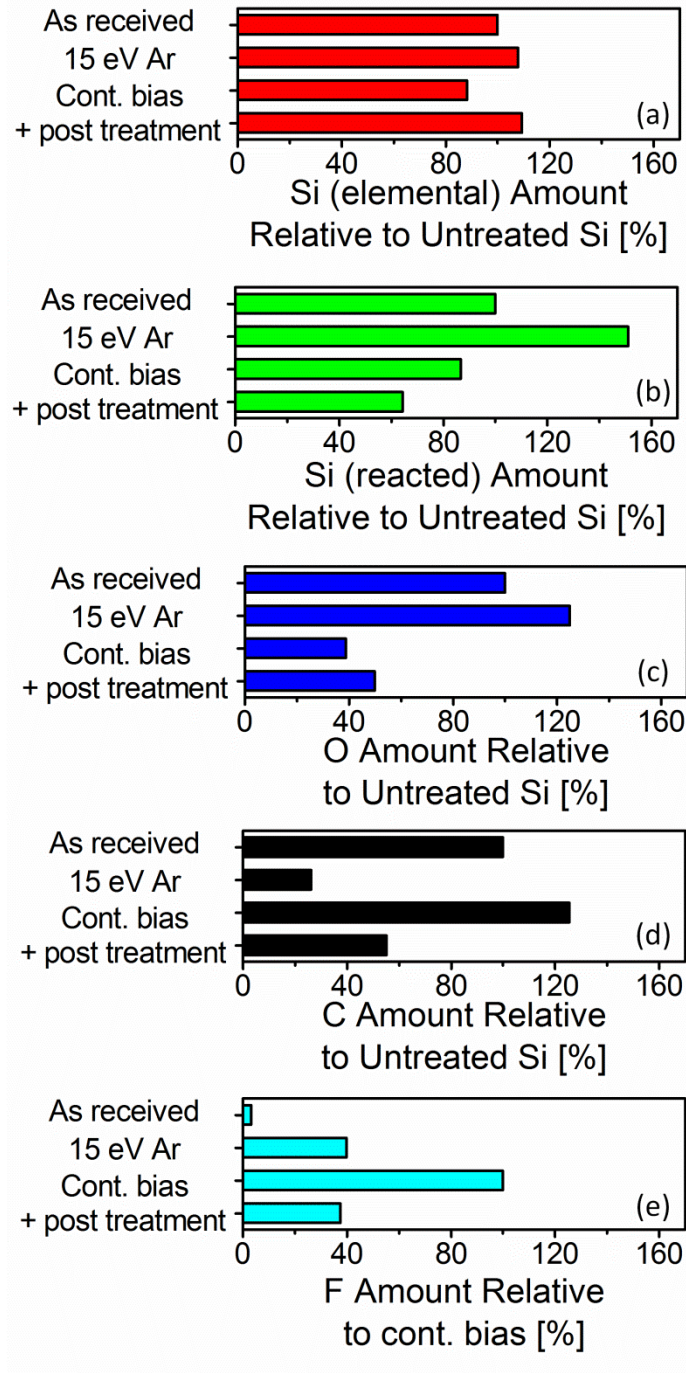 As received
15 eV Ar
Cont. bias
+ post treatment
(a)
0 40 80 120 160
Si (elemental) Amount
Relative to Untreated Si [%]
As received
15 eV Ar
Cont. bias
+ post treatment
(b)
0 40 80 120 160
Si (reacted) Amount
Relative to Untreated Si [%]
As received
15 eV Ar
Cont. bias
+ post treatment
(c)
0 40 80 120 160
O Amount Relative
to Untreated Si [%]
As received
15 eV Ar
Cont. bias
+ post treatment
(d)
0 40 80 120 160
C Amount Relative
to Untreated Si [%]
As received
15 eV Ar
Cont. bias
+ post treatment
(e)
0 40 80 120 160
F Amount Relative
to cont. bias [%]